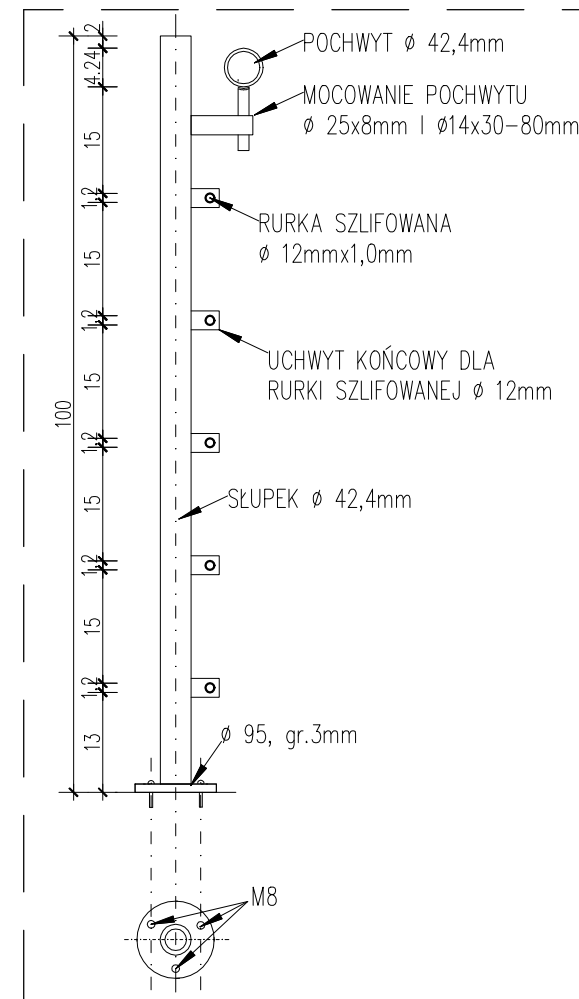 POCHWYT ⌀ 42,4mm
MOCOWANIE POCHWYTU
⌀ 25x8mm I ⌀14x30-80mm
RURKA SZLIFOWANA
⌀ 12mmx1,0mm
UCHWYT KOŃCOWY DLA
RURKI SZLIFOWANEJ ⌀ 12mm
SŁUPEK ⌀ 42,4mm
⌀ 95, gr.3mm
M8
2
4.24
15
1,2
15
1,2
15
1,2
15
1,2
15
1,2
13
100